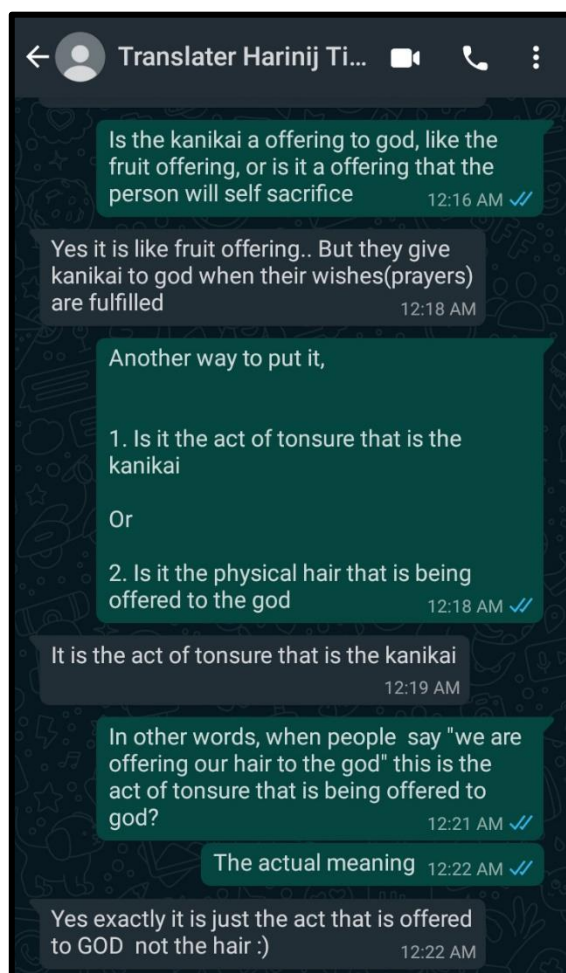 Translater Harinij Ti...
Is the kanikai a offering to god, like the
fruit offering, or is it a offering that the
person will self sacrifice
12:16 AM
Yes it is like fruit offering.. But they give
kanikai to god when their wishes(prayers)
are fulfilled
12:18 AM
Another way to put it,
1. Is it the act of tonsure that is the
kanikai
Or
2. Is it the physical hair that is being
offered to the god
12:18 AM
It is the act of tonsure that is the kanikai
12:19 AM
In other words, when people say "we are
offering our hair to the god" this is the
act of tonsure that is being offered to
god?
12:21 AM
The actual meaning 12:22 AM
Yes exactly it is just the act that is offered
to GOD not the hair :)
12:22 AM